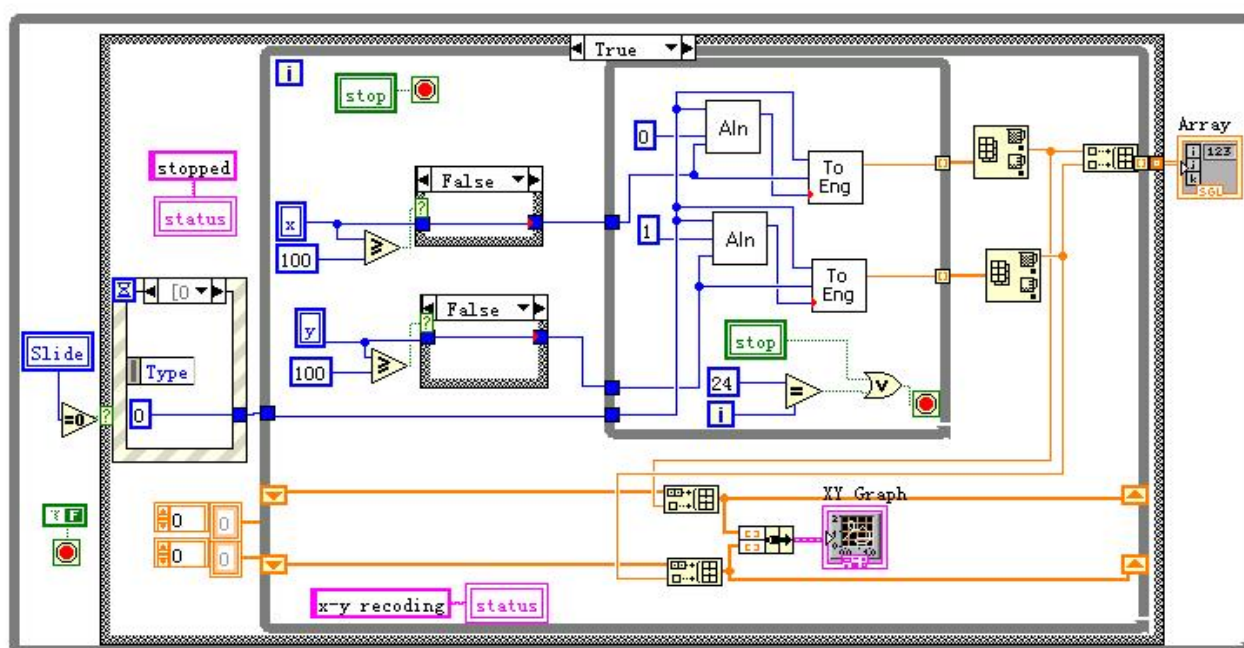 True
i
stop
0
AIn
To
Eng
Array
123
i
j
k
SGL
stopped
status
False
x
100
1
AIn
To
Eng
[0
False
y
100
stop
Slide
Type
24
=
V
i
0
=0
?
F
0
0
0
0
XY Graph
x-y recoding
status